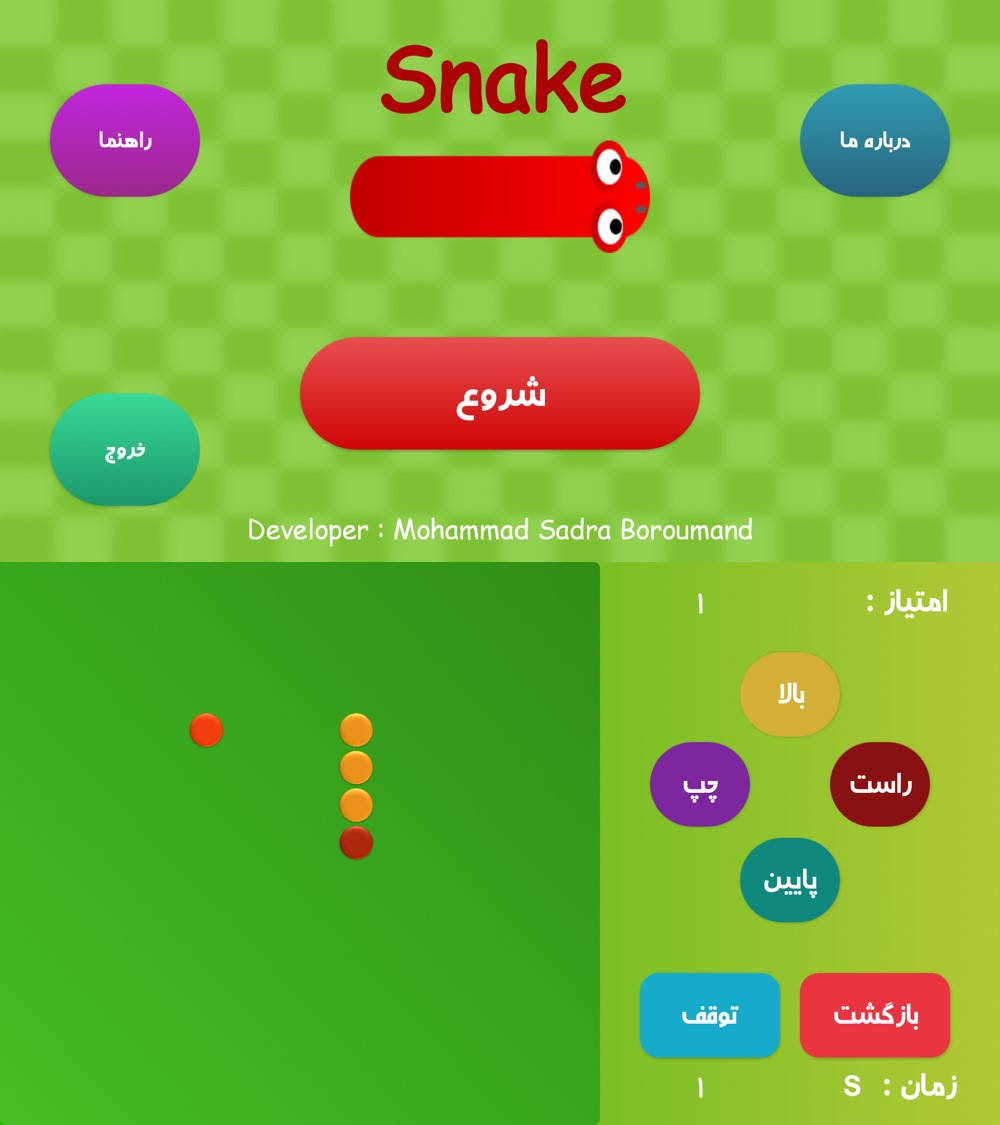 Snake
درباره ما
راهنما
شروع
خروج
Developer : Mohammad Sadra Boroumand
امتیاز : ۱
بالا
راست
چپ
پایین
بازگشت
توقف
زمان : S ۱